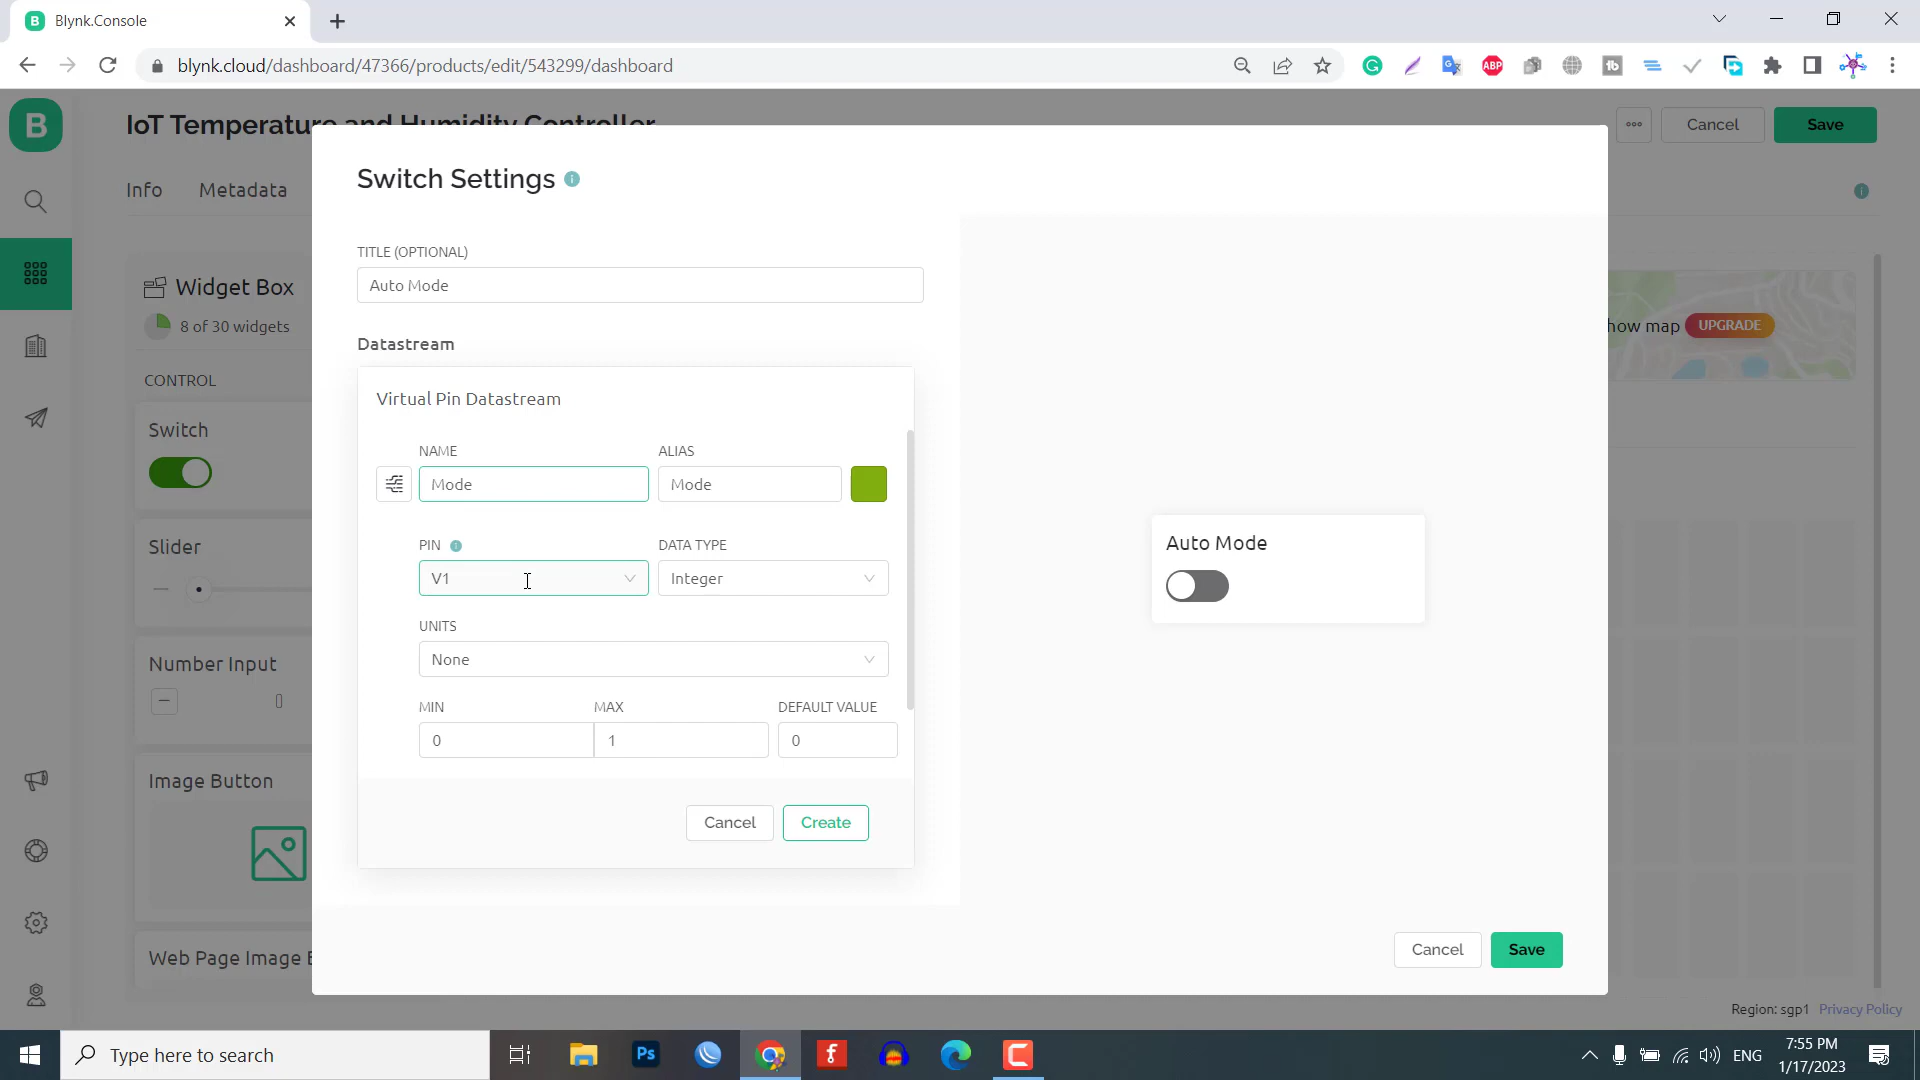 Blynk.Console
blynk.cloud/dashboard/47366/products/edit/543299/dashboard
ABP
B
IoT Temperature and Humidity Controller
Cancel
Save
Info
Metadata
Widget Box
8 of 30 widgets
CONTROL
Switch
Slider
Number Input
0
Image Button
Web Page Image B
how map
UPGRADE
Switch Settings
TITLE (OPTIONAL)
Auto Mode
Datastream
Virtual Pin Datastream
NAME
ALIAS
Mode
Mode
PIN
DATA TYPE
V1
Integer
UNITS
None
MIN
MAX
DEFAULT VALUE
0
1
0
Cancel
Create
Auto Mode
Cancel
Save
Region: sgp1
Privacy Policy
Type here to search
Ps
ENG
7:55 PM
1/17/2023